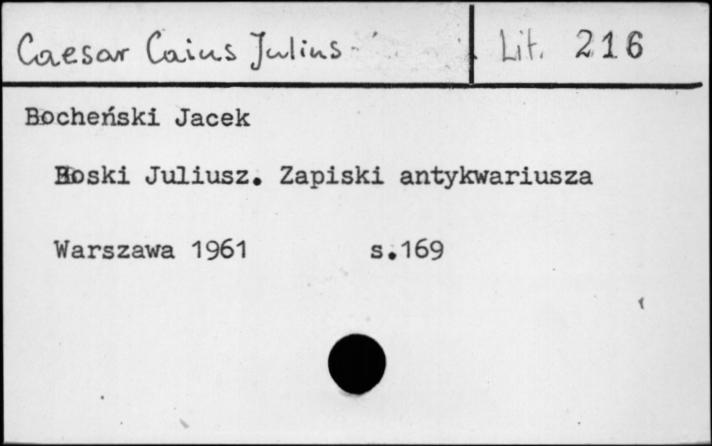 Caesar Caius Julius Lit. 216
Bocheński Jacek
Boski Juliusz. Zapiski antykwariusza
Warszawa 1961 s.169